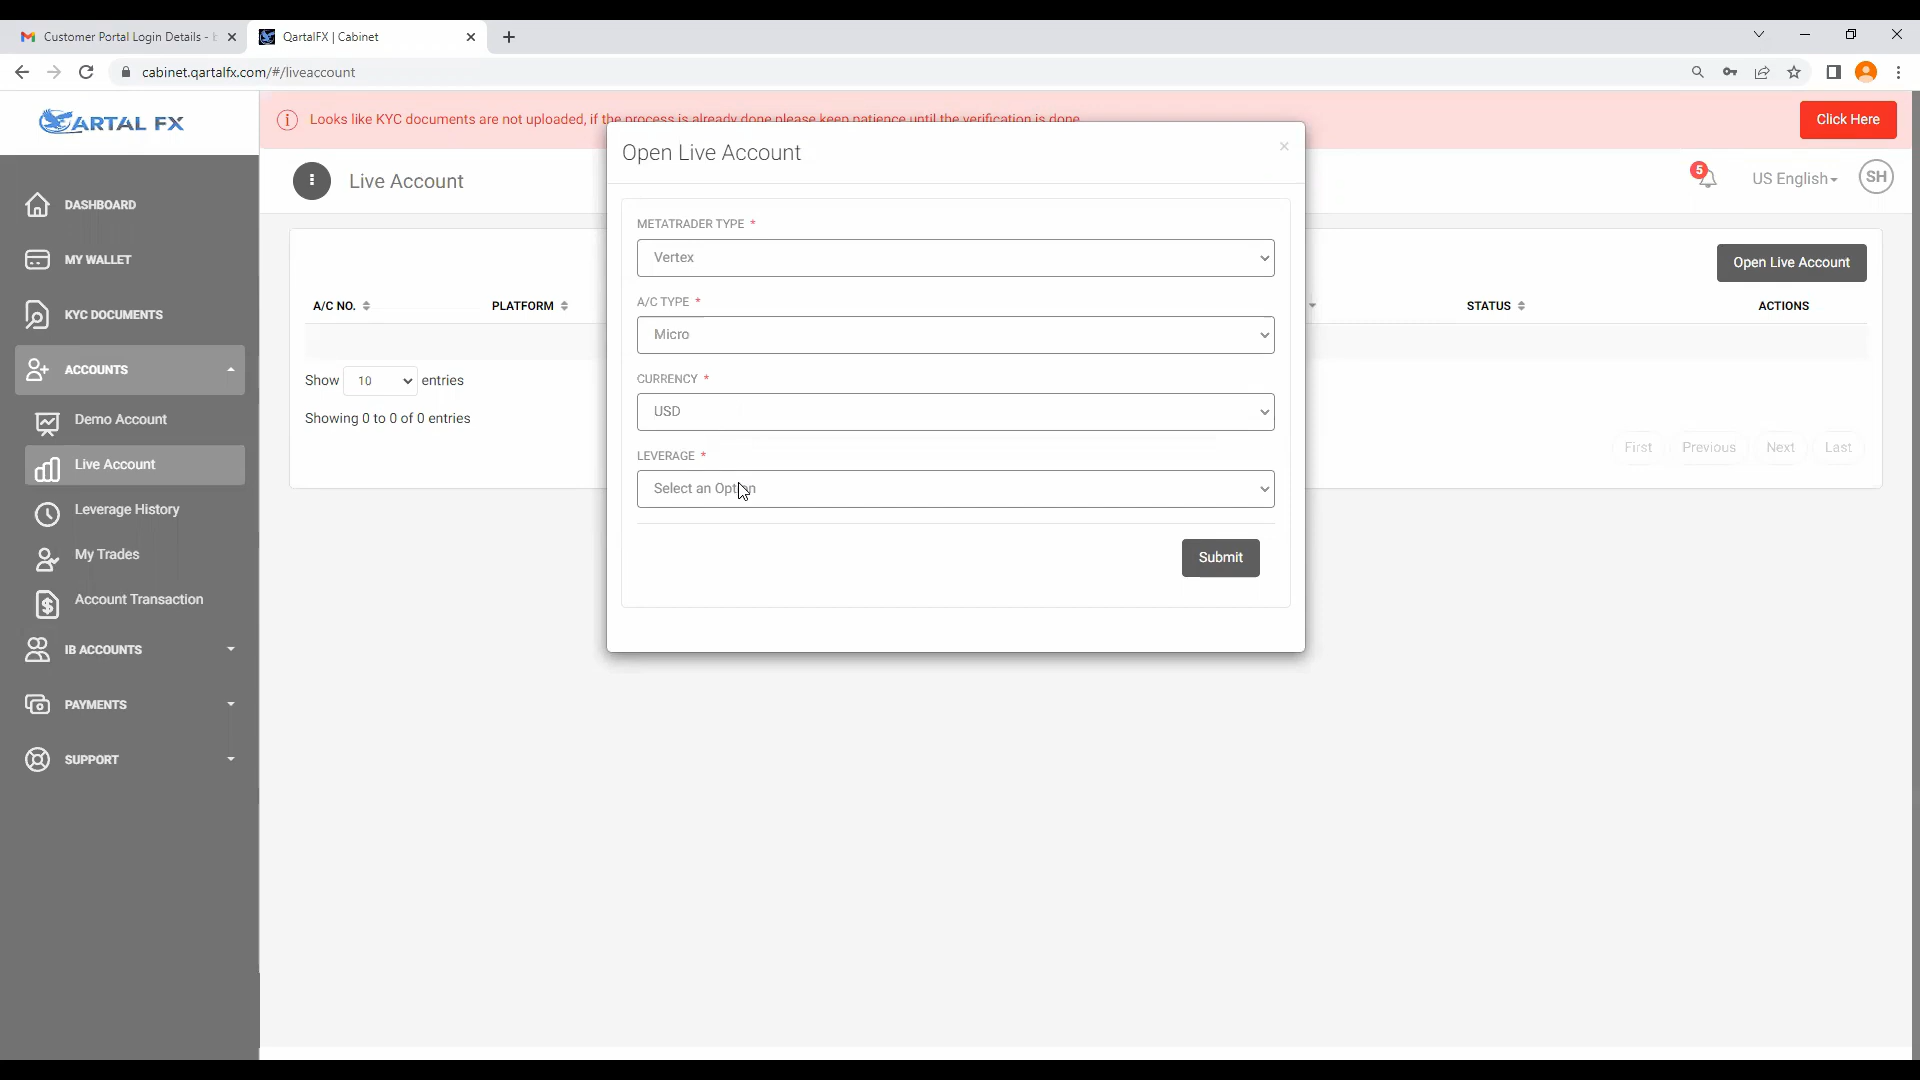 Customer Portal Login Details -
QartalFX | Cabinet
cabinet.qartalfx.com/#/liveaccount
ARTAL FX
Looks like KYC documents are not uploaded, if the process is already done please keep patience until the verification is done
Click Here
Live Account
5
US English
SH
Open Live Account
DASHBOARD
MY WALLET
KYC DOCUMENTS
ACCOUNTS
Demo Account
Live Account
Leverage History
My Trades
Account Transaction
IB ACCOUNTS
PAYMENTS
SUPPORT
Open Live Account
A/C NO.
PLATFORM
STATUS
ACTIONS
Show 10 entries
Showing 0 to 0 of 0 entries
First Previous Next Last
METATRADER TYPE *
Vertex
A/C TYPE *
Micro
CURRENCY *
USD
LEVERAGE *
Select an Option
Submit